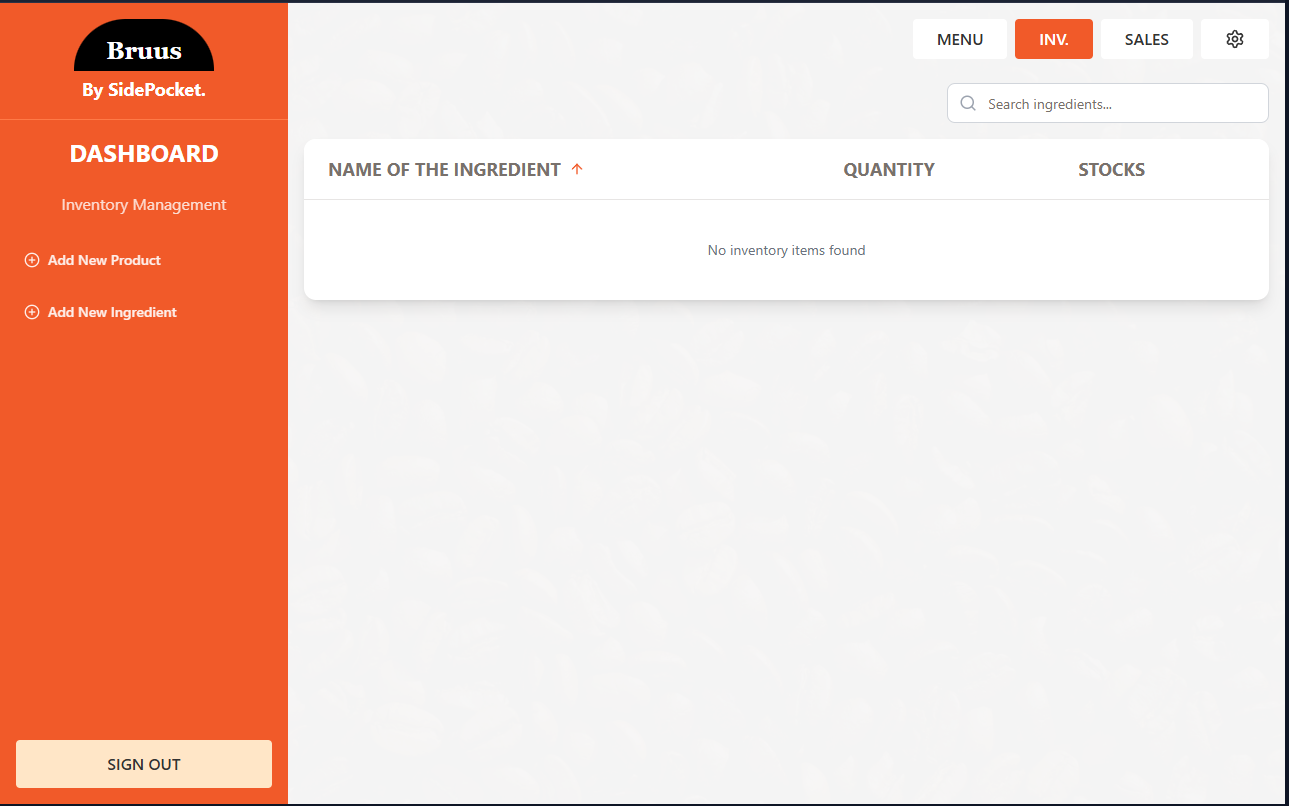 Bruus
By SidePocket.
DASHBOARD
Inventory Management
Add New Product
Add New Ingredient
SIGN OUT
MENU INV. SALES
Search ingredients...
NAME OF THE INGREDIENT QUANTITY STOCKS
No inventory items found